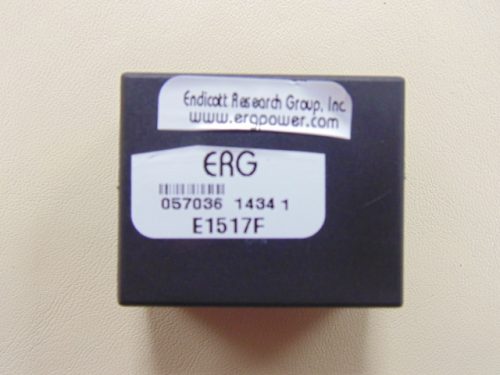 Endicott Research Group, Inc
www.ergpower.com
ERG
057036 1434 1
E1517F